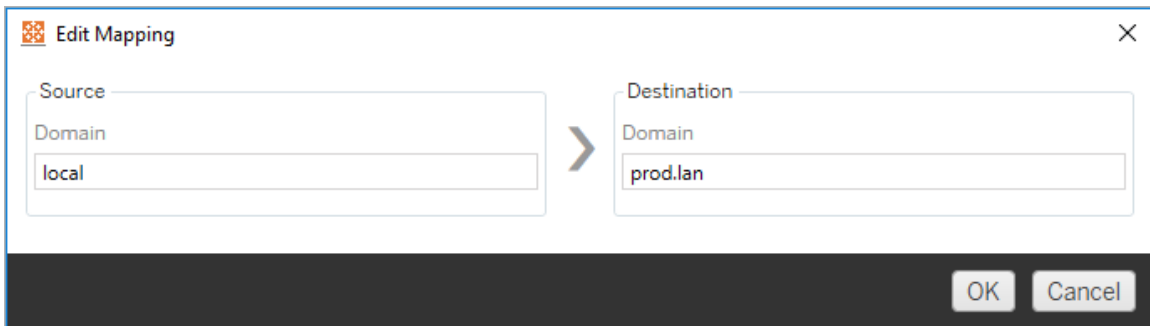 Edit Mapping
Source
Domain
local
Destination
Domain
prod.lan
OK
Cancel